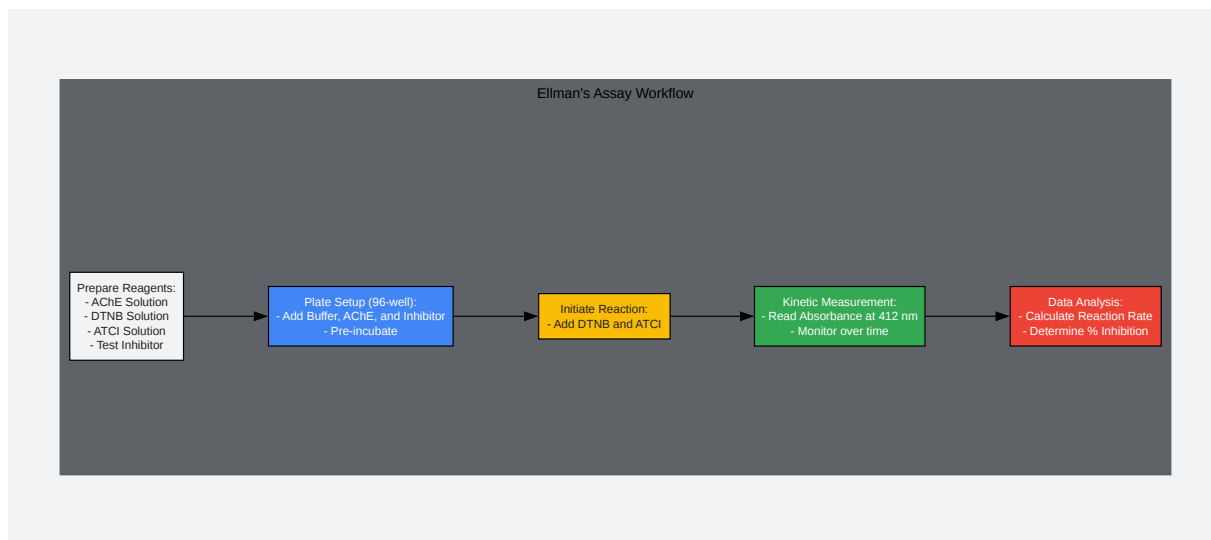 Ellman's Assay Workflow
Prepare Reagents:
- AChE Solution
- DTNB Solution
- ATCI Solution
- Test Inhibitor
Plate Setup (96-well):
- Add Buffer, AChE, and Inhibitor
- Pre-incubate
Initiate Reaction:
- Add DTNB and ATCI
Kinetic Measurement:
- Read Absorbance at 412 nm
- Monitor over time
Data Analysis:
- Calculate Reaction Rate
- Determine % Inhibition